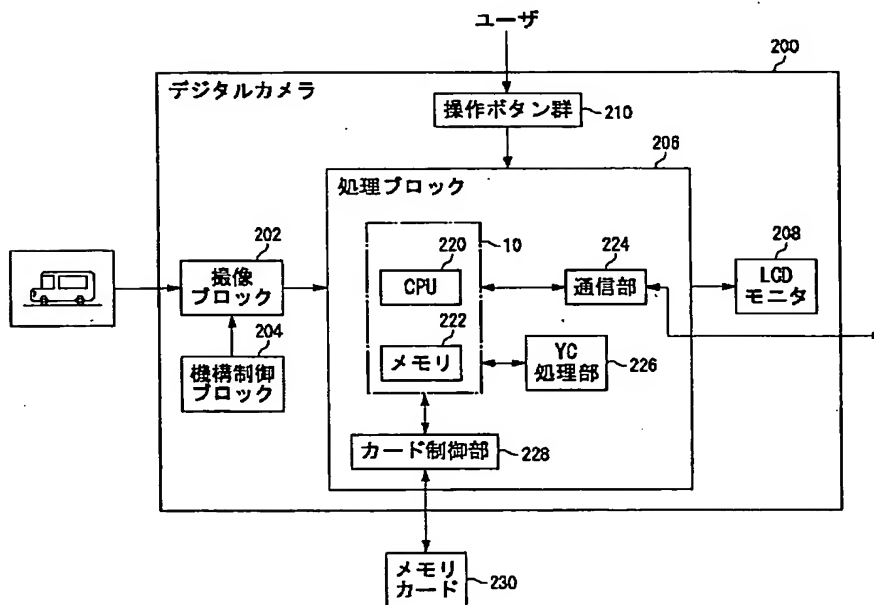 ユーザ
200
デジタルカメラ
操作ボタン群
210
206
処理ブロック
202
撮像
ブロック
204
機構制御
ブロック
10
220
CPU
222
メモリ
224
通信部
YC
処理部
226
208
LCD
モニタ
カード制御部
228
メモリ
カード
230